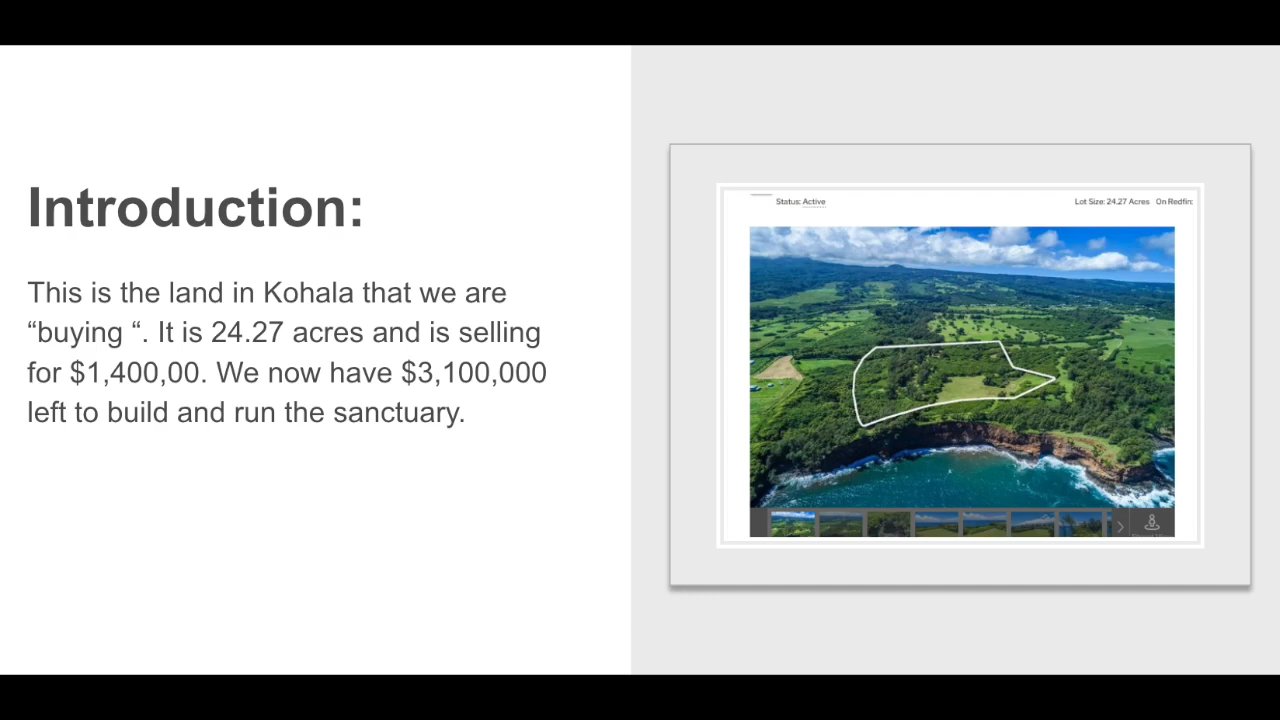 Introduction:
This is the land in Kohala that we are
“buying “. It is 24.27 acres and is selling
for $1,400,00. We now have $3,100,000
left to build and run the sanctuary.
Status: Active
Lot Size: 24.27 Acres On Redfin: